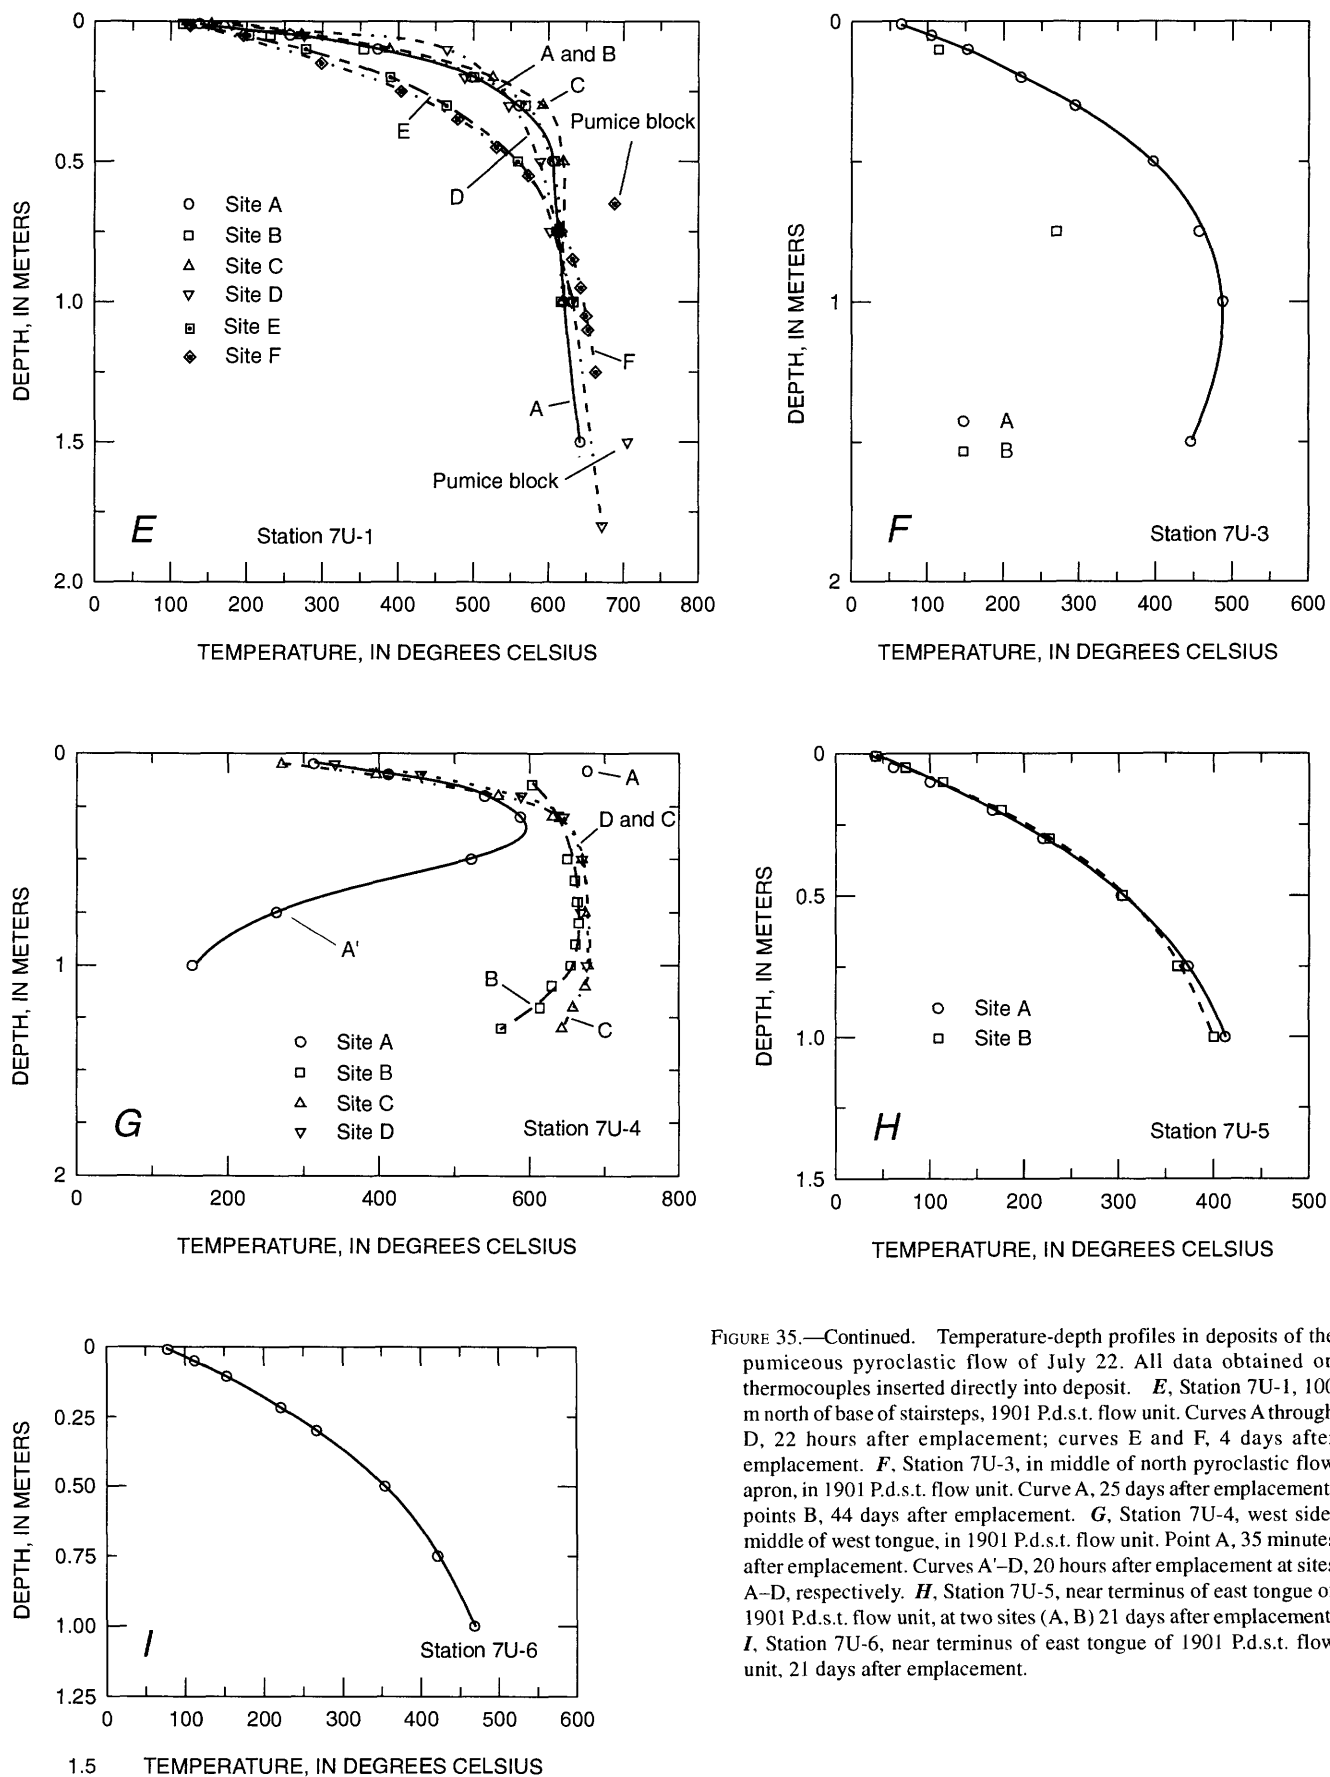 0
0.5
1.0
1.5
2.0
DEPTH, IN METERS
A and B
C
Pumice block
E
D
Site A
Site B
Site C
Site D
Site E
Site F
F
A
Pumice block
E
Station 7U-1
0 100 200 300 400 500 600 700 800
TEMPERATURE, IN DEGREES CELSIUS
0
1
2
DEPTH, IN METERS
A
B
F
Station 7U-3
0 100 200 300 400 500 600
TEMPERATURE, IN DEGREES CELSIUS
0
1
2
DEPTH, IN METERS
A
D and C
A'
B
C
Site A
Site B
Site C
Site D
G
Station 7U-4
0 200 400 600 800
TEMPERATURE, IN DEGREES CELSIUS
0
0.5
1.0
1.5
DEPTH, IN METERS
Site A
Site B
H
Station 7U-5
0 100 200 300 400 500
TEMPERATURE, IN DEGREES CELSIUS
0
0.25
0.50
0.75
1.00
1.25
DEPTH, IN METERS
I
Station 7U-6
0 100 200 300 400 500 600
1.5 TEMPERATURE, IN DEGREES CELSIUS
FIGURE 35.—Continued. Temperature-depth profiles in deposits of the
pumiceous pyroclastic flow of July 22. All data obtained on
thermocouples inserted directly into deposit. E, Station 7U-1, 100
m north of base of stairsteps, 1901 P.d.s.t. flow unit. Curves A through
D, 22 hours after emplacement; curves E and F, 4 days after
emplacement. F, Station 7U-3, in middle of north pyroclastic flow
apron, in 1901 P.d.s.t. flow unit. Curve A, 25 days after emplacement
points B, 44 days after emplacement. G, Station 7U-4, west side
middle of west tongue, in 1901 P.d.s.t. flow unit. Point A, 35 minutes
after emplacement. Curves A'–D, 20 hours after emplacement at sites
A–D, respectively. H, Station 7U-5, near terminus of east tongue of
1901 P.d.s.t. flow unit, at two sites (A, B) 21 days after emplacement
I, Station 7U-6, near terminus of east tongue of 1901 P.d.s.t. flow
unit, 21 days after emplacement.